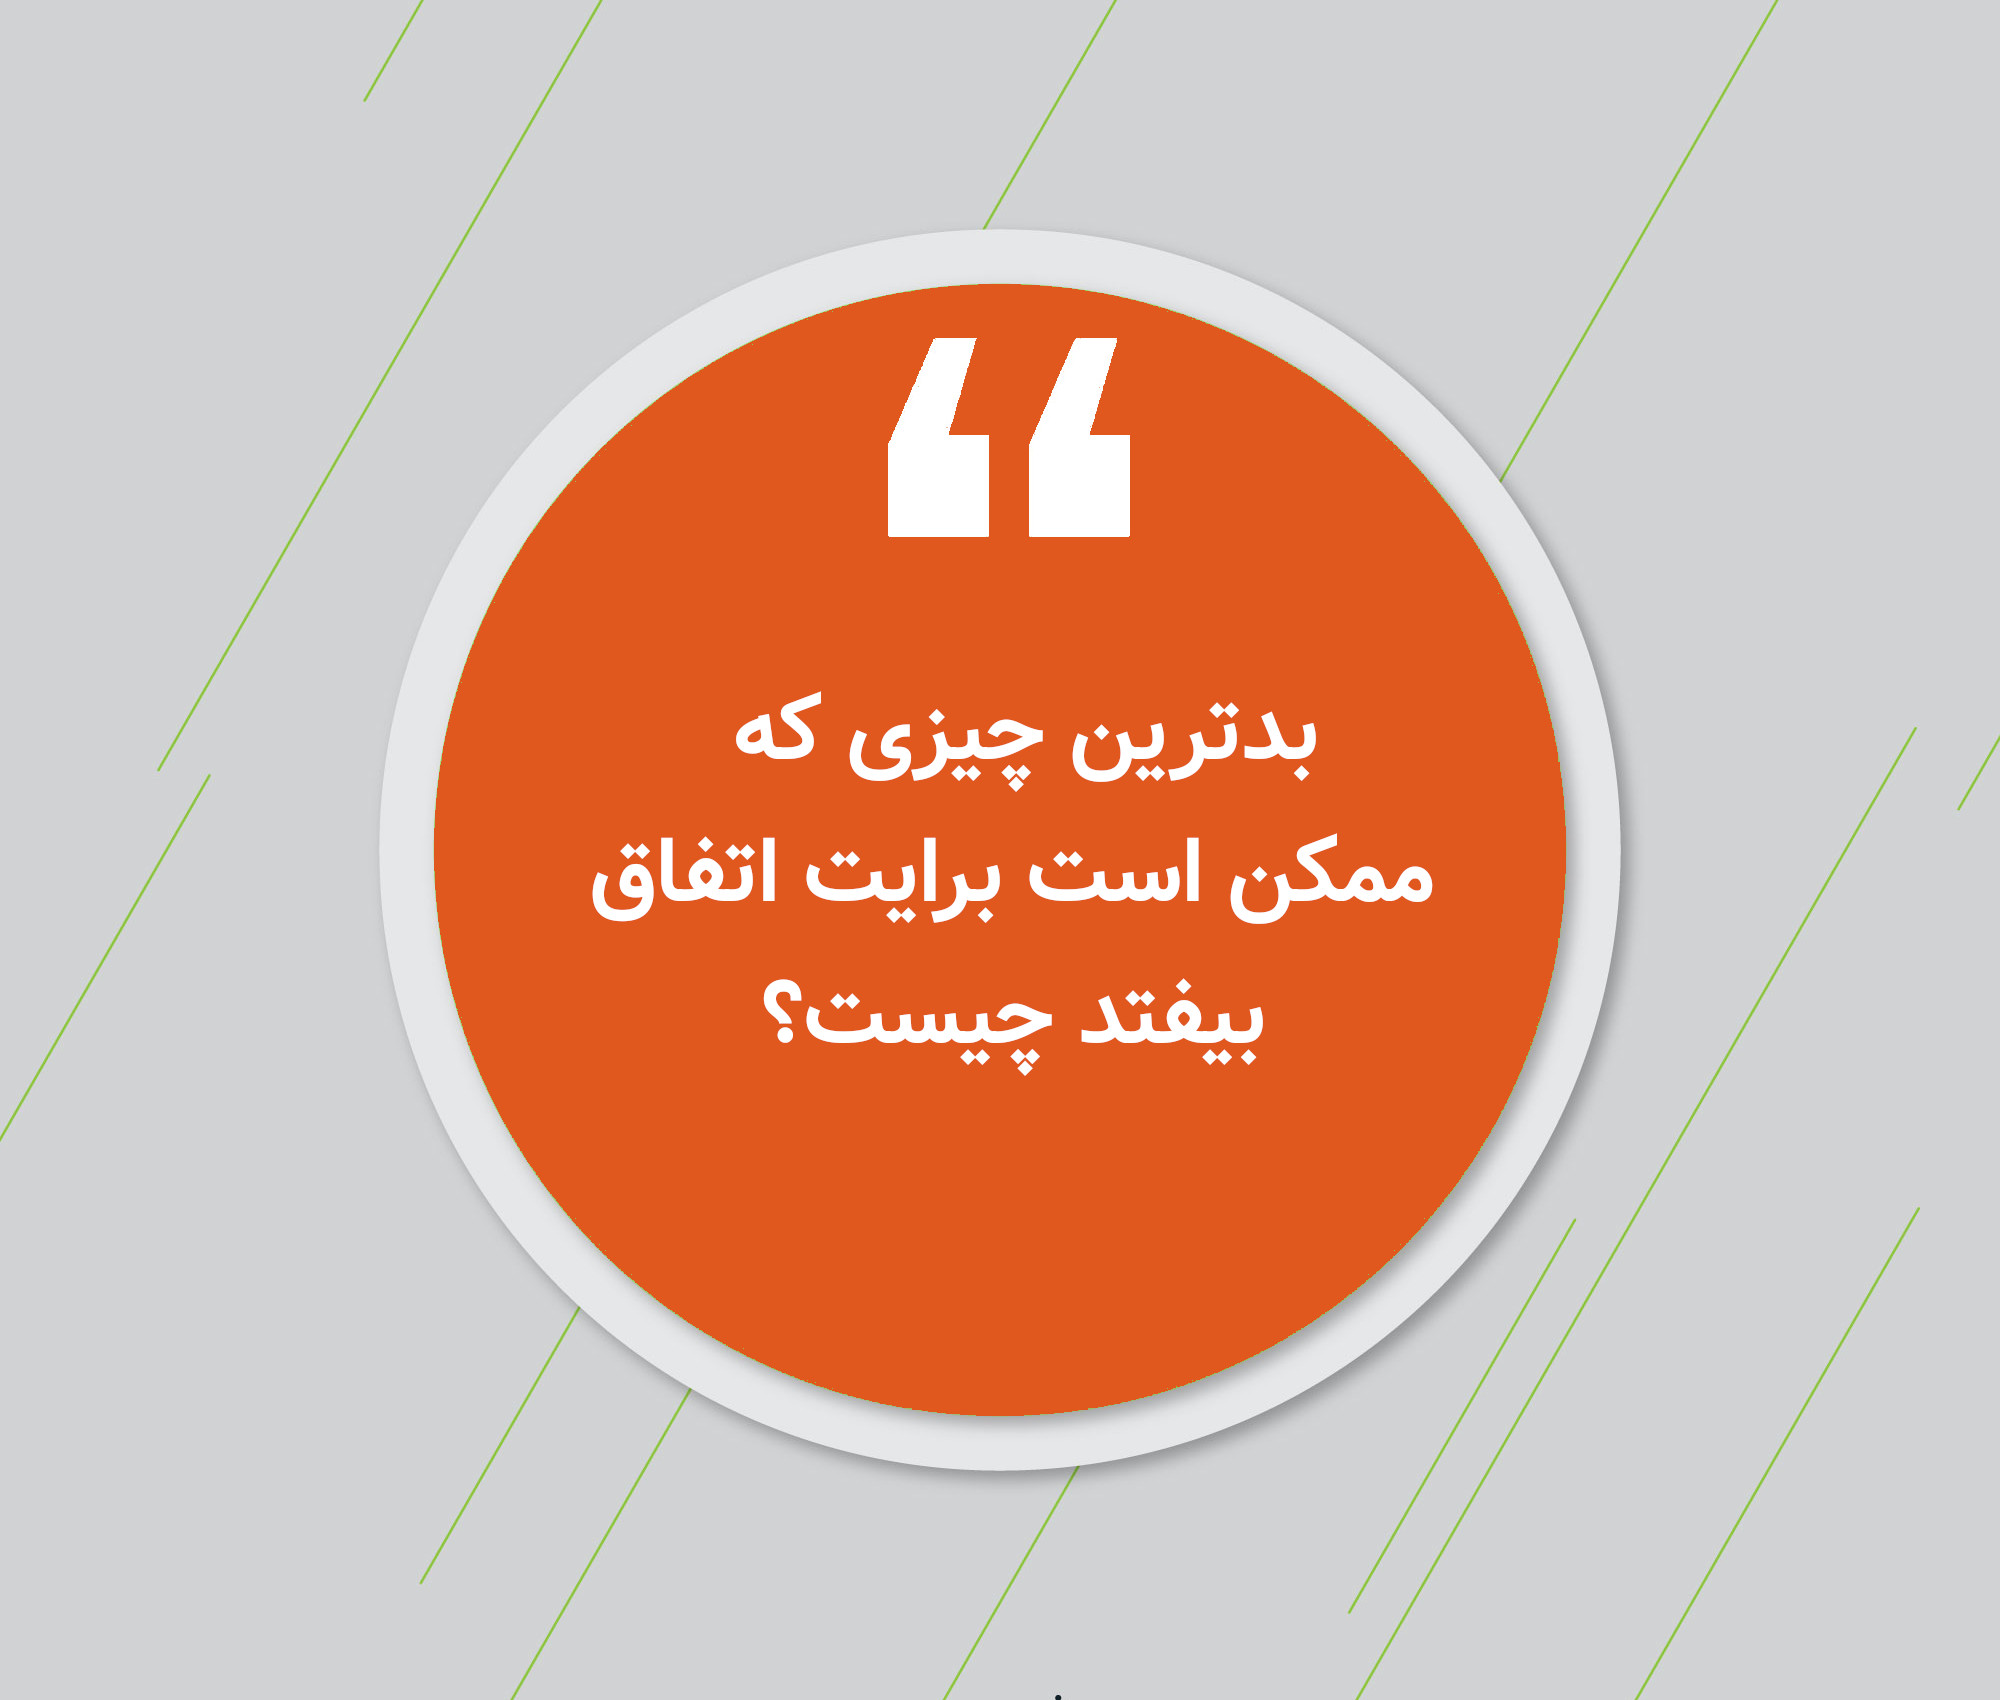 بدترین چیزی که
ممکن است برایت اتفاق
بیفتد چیست؟